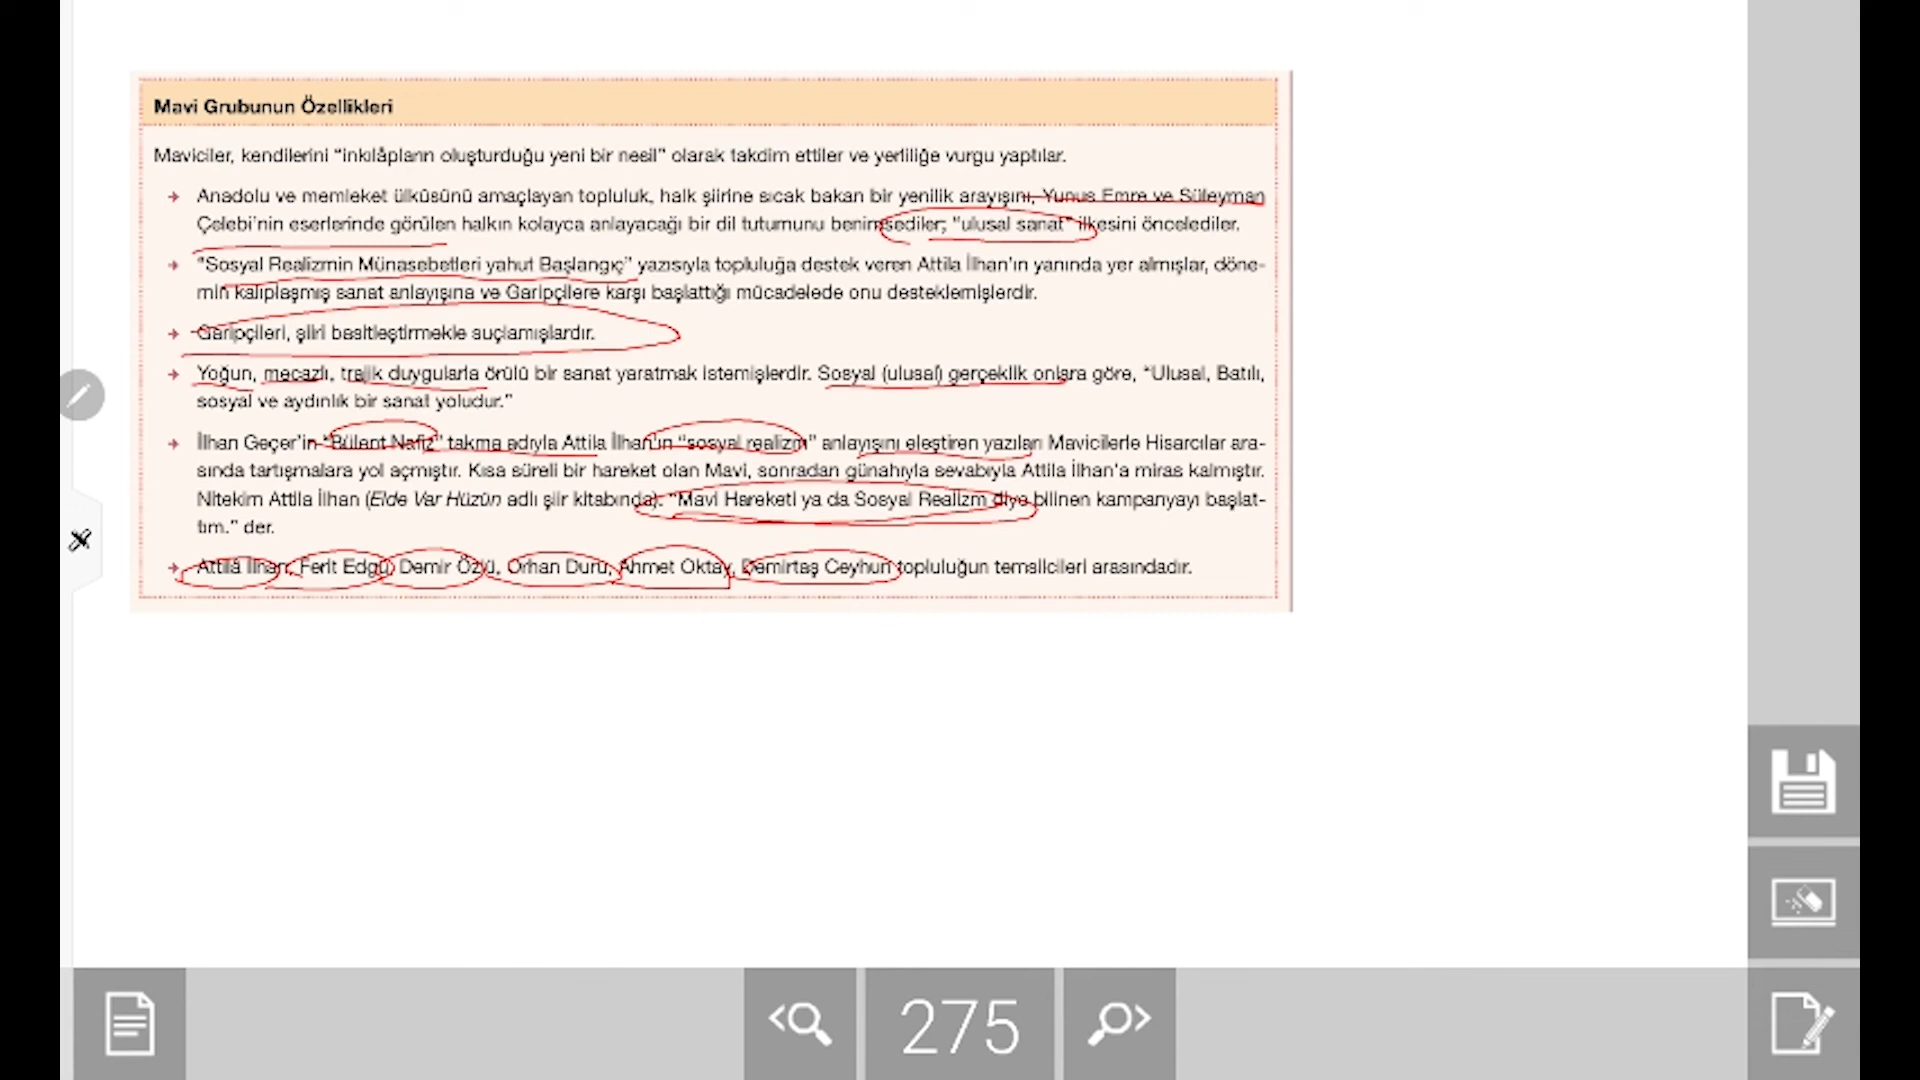 Mavi Grubunun Özellikleri
Maviciler, kendilerini “inkılâpların oluşturduğu yeni bir nesil” olarak takdim ettiler ve yerliliğe vurgu yaptılar.
→ Anadolu ve memleket ülküsünü amaçlayan topluluk, halk şiirine sıcak bakan bir yenilik arayışını, Yunus Emre ve Süleyman
Çelebi’nin eserlerinde görülen halkın kolayca anlayacağı bir dil tutumunu benimsediler; “ulusal sanat” ilkesini öncelediler.
→ “Sosyal Realizmin Münasebetleri yahut Başlangıç” yazısıyla topluluğa destek veren Attila İlhan’ın yanında yer almışlar, döne-
min kalıplaşmış sanat anlayışına ve Garipçilere karşı başlattığı mücadelede onu desteklemişlerdir.
→ Garipçileri, şiiri basitleştirmekle suçlamışlardır.
→ Yoğun, mecazlı, trajik duygularla örülü bir sanat yaratmak istemişlerdir. Sosyal (ulusal) gerçeklik onlara göre, “Ulusal, Batılı,
sosyal ve aydınlık bir sanat yoludur.”
→ İlhan Geçer’in “Bülent Nafiz” takma adıyla Attila İlhan’ın “sosyal realizm” anlayışını eleştiren yazıları Mavicilerle Hisarcılar ara-
sında tartışmalara yol açmıştır. Kısa süreli bir hareket olan Mavi, sonradan günahıyla sevabıyla Attila İlhan’a miras kalmıştır.
Nitekim Attila İlhan (Elde Var Hüzün adlı şiir kitabında): “Mavi Hareketi ya da Sosyal Realizm diye bilinen kampanyayı başlat-
tım.” der.
→ Attilâ İlhan, Ferit Edgü, Demir Özlü, Orhan Duru, Ahmet Oktay, Demirtaş Ceyhun topluluğun temsilcileri arasındadır.
275